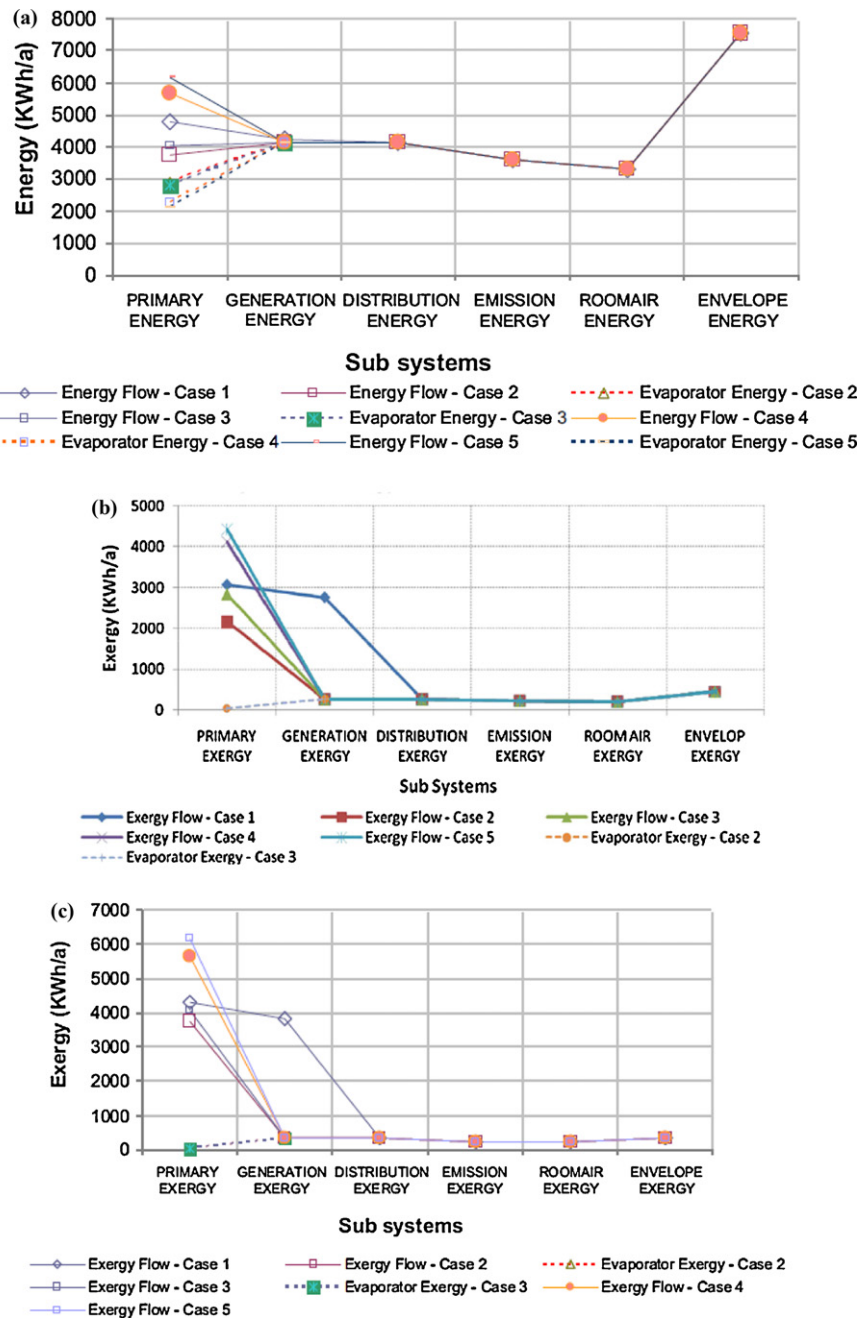 (a)
8000
7000
6000
5000
4000
3000
2000
1000
0
Energy (KWh/a)
PRIMARY ENERGY
GENERATION ENERGY
DISTRIBUTION ENERGY
EMISSION ENERGY
ROOMAIR ENERGY
ENVELOPE ENERGY
Sub systems
Energy Flow - Case 1
Energy Flow - Case 2
Evaporator Energy - Case 2
Energy Flow - Case 3
Evaporator Energy - Case 3
Energy Flow - Case 4
Evaporator Energy - Case 4
Energy Flow - Case 5
Evaporator Energy - Case 5
(b)
5000
4000
3000
2000
1000
0
Exergy (KWh/a)
PRIMARY EXERGY
GENERATION EXERGY
DISTRIBUTION EXERGY
EMISSION EXERGY
ROOM AIR EXERGY
ENVELOP EXERGY
Sub Systems
Exergy Flow - Case 1
Exergy Flow - Case 2
Exergy Flow - Case 3
Exergy Flow - Case 4
Exergy Flow - Case 5
Evaporator Exergy - Case 2
Evaporator Exergy - Case 3
(c)
7000
6000
5000
4000
3000
2000
1000
0
Exergy (KWh/a)
PRIMARY EXERGY
GENERATION EXERGY
DISTRIBUTION EXERGY
EMISSION EXERGY
ROOMAIR EXERGY
ENVELOPE EXERGY
Sub systems
Exergy Flow - Case 1
Exergy Flow - Case 2
Evaporator Exergy - Case 2
Exergy Flow - Case 3
Evaporator Exergy - Case 3
Exergy Flow - Case 4
Exergy Flow - Case 5